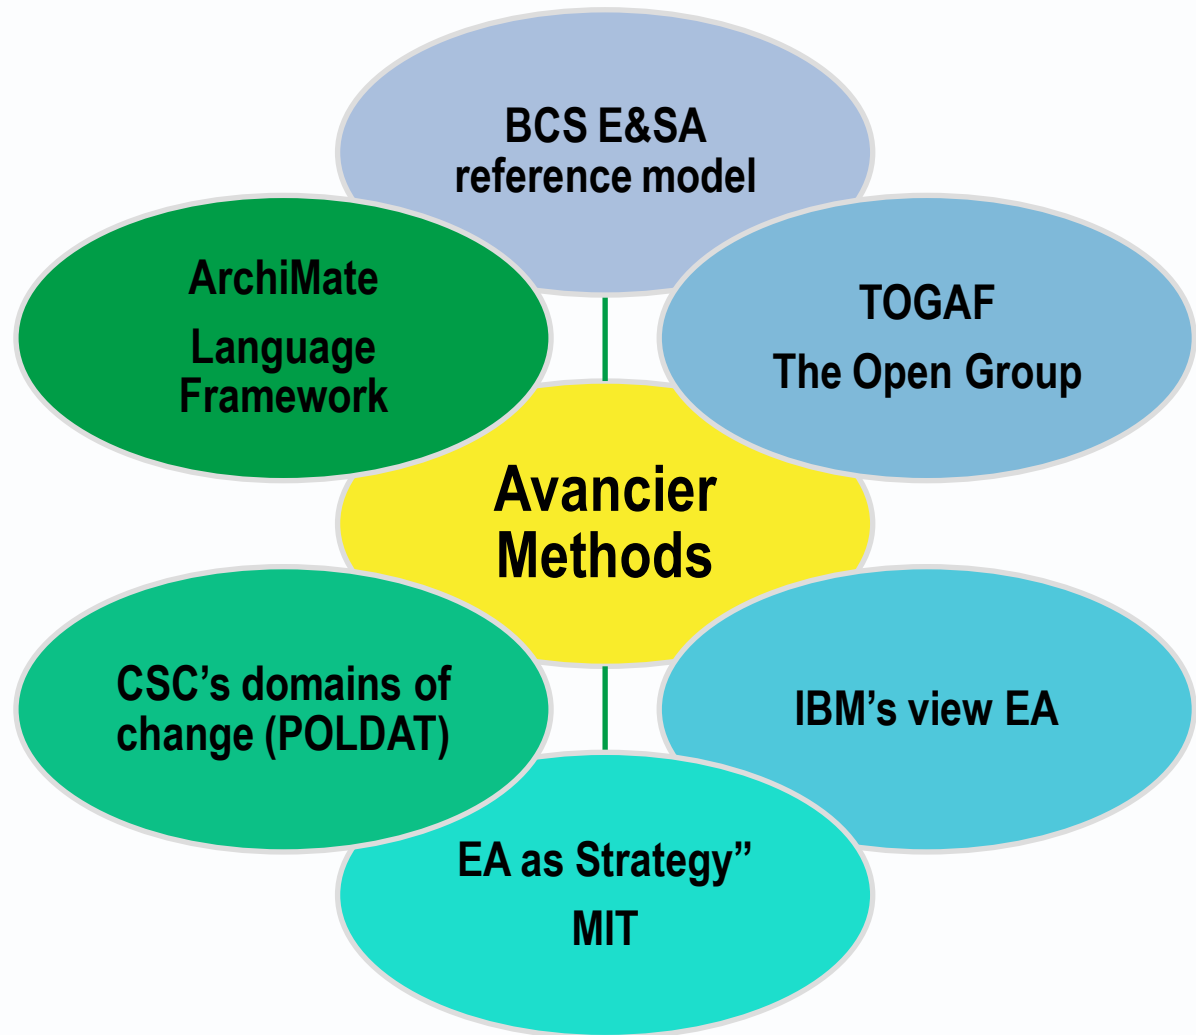 BCS E&SA
reference model
ArchiMate
Language
Framework
TOGAF
The Open Group
Avancier
Methods
CSC’s domains of
change (POLDAT)
IBM’s view EA
EA as Strategy”
MIT